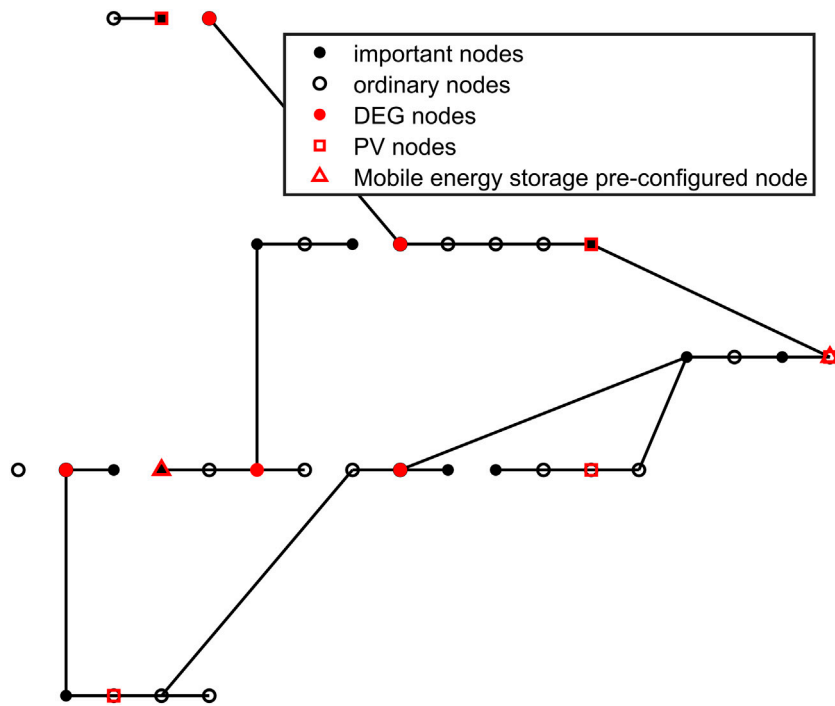 important nodes
ordinary nodes
DEG nodes
PV nodes
Mobile energy storage pre-configured node